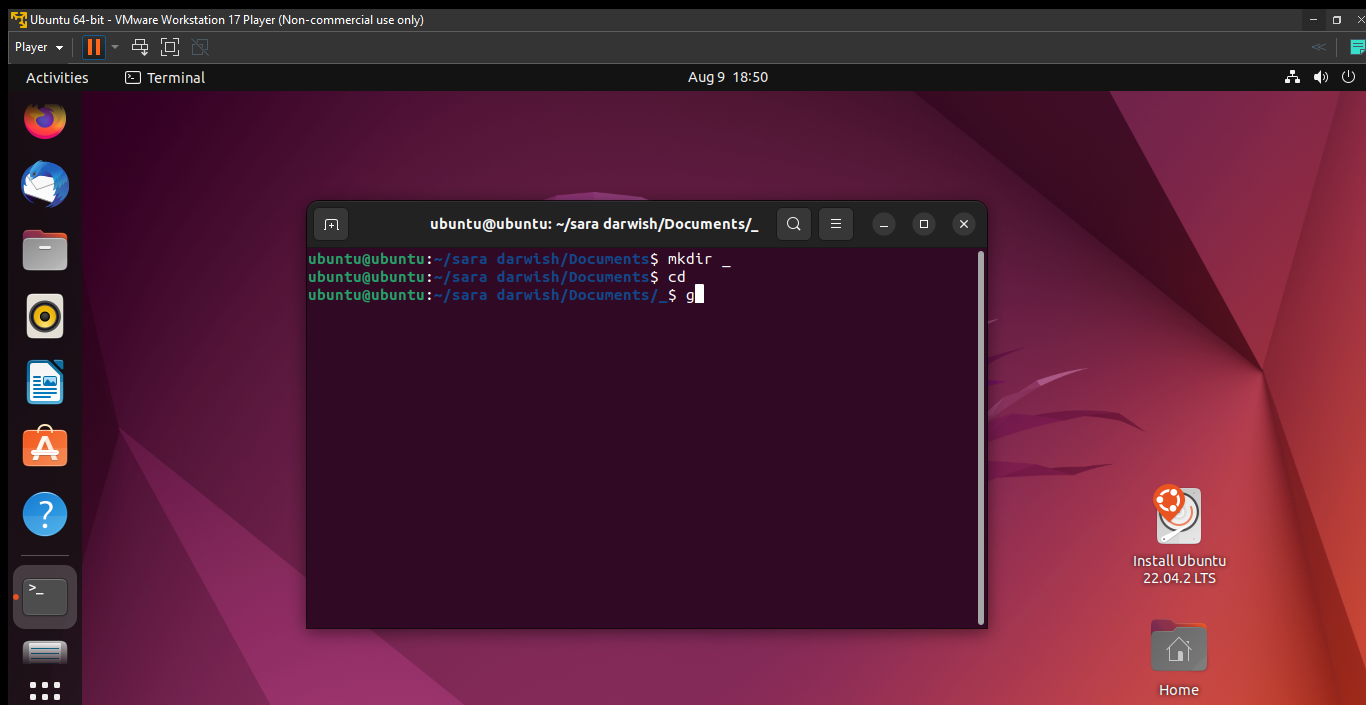 Ubuntu 64-bit - VMware Workstation 17 Player (Non-commercial use only)
Player
Activities Terminal Aug 9 18:50
ubuntu@ubuntu: ~/sara darwish/Documents/_
ubuntu@ubuntu:~/sara darwish/Documents$ mkdir _
ubuntu@ubuntu:~/sara darwish/Documents$ cd
ubuntu@ubuntu:~/sara darwish/Documents/_$ g
Install Ubuntu
22.04.2 LTS
Home